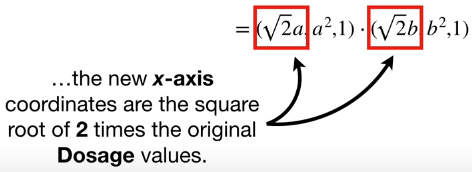 = (√2a, a²,1) · (√2b, b²,1)
…the new x-axis
coordinates are the square
root of 2 times the original
Dosage values.